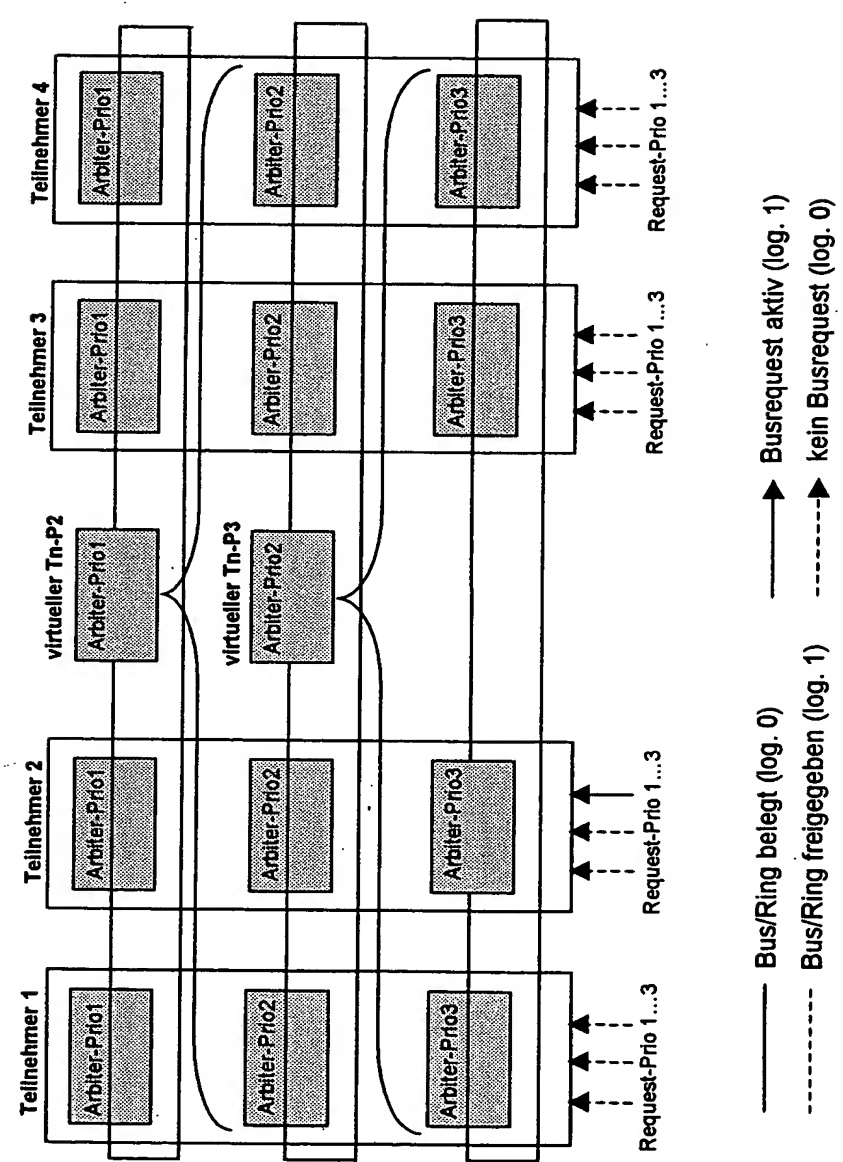 Teilnehmer 1
Arbiter-Prio1
Arbiter-Prio2
Arbiter-Prio3
Request-Prio 1...3
Teilnehmer 2
Arbiter-Prio1
Arbiter-Prio2
Arbiter-Prio3
Request-Prio 1...3
virtueller Tn-P2
Arbiter-Prio1
virtueller Tn-P3
Arbiter-Prio2
Teilnehmer 3
Arbiter-Prio1
Arbiter-Prio2
Arbiter-Prio3
Request-Prio 1...3
Teilnehmer 4
Arbiter-Prio1
Arbiter-Prio2
Arbiter-Prio3
Request-Prio 1...3
Bus/Ring belegt (log. 0)
Bus/Ring freigegeben (log. 1)
Busrequest aktiv (log. 1)
kein Busrequest (log. 0)